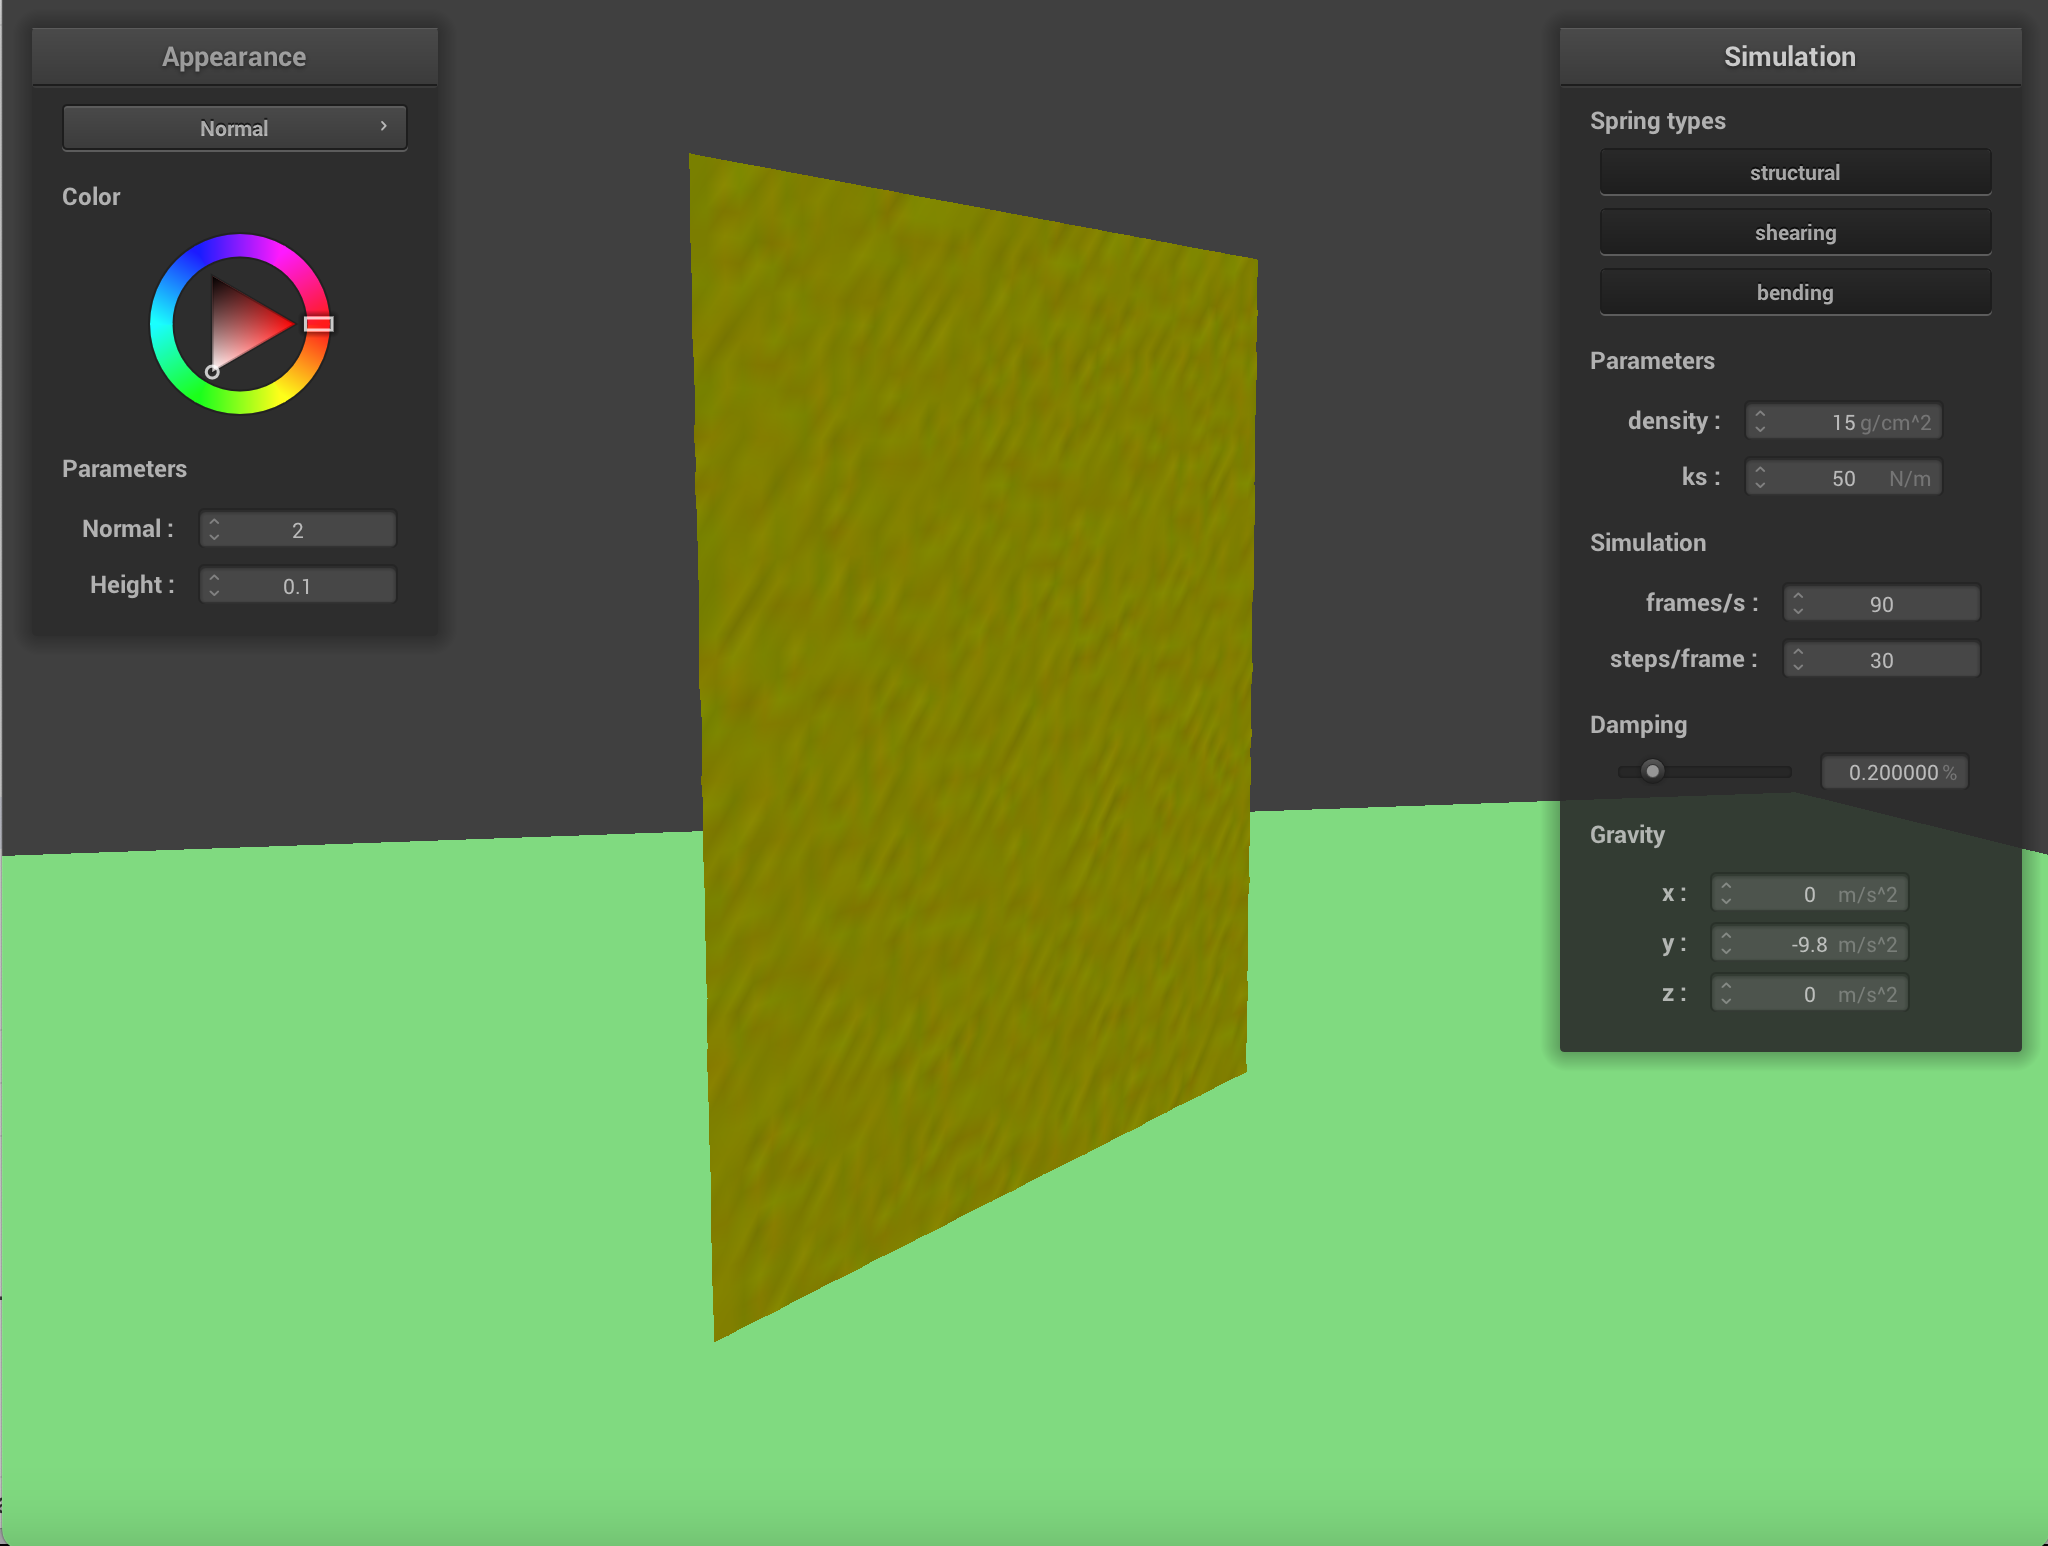 Appearance
Normal
Color
Parameters
Normal : 2
Height : 0.1
Simulation
Spring types
structural
shearing
bending
Parameters
density : 15 g/cm^2
ks : 50 N/m
Simulation
frames/s : 90
steps/frame : 30
Damping
0.200000 %
Gravity
x : 0 m/s^2
y : -9.8 m/s^2
z : 0 m/s^2